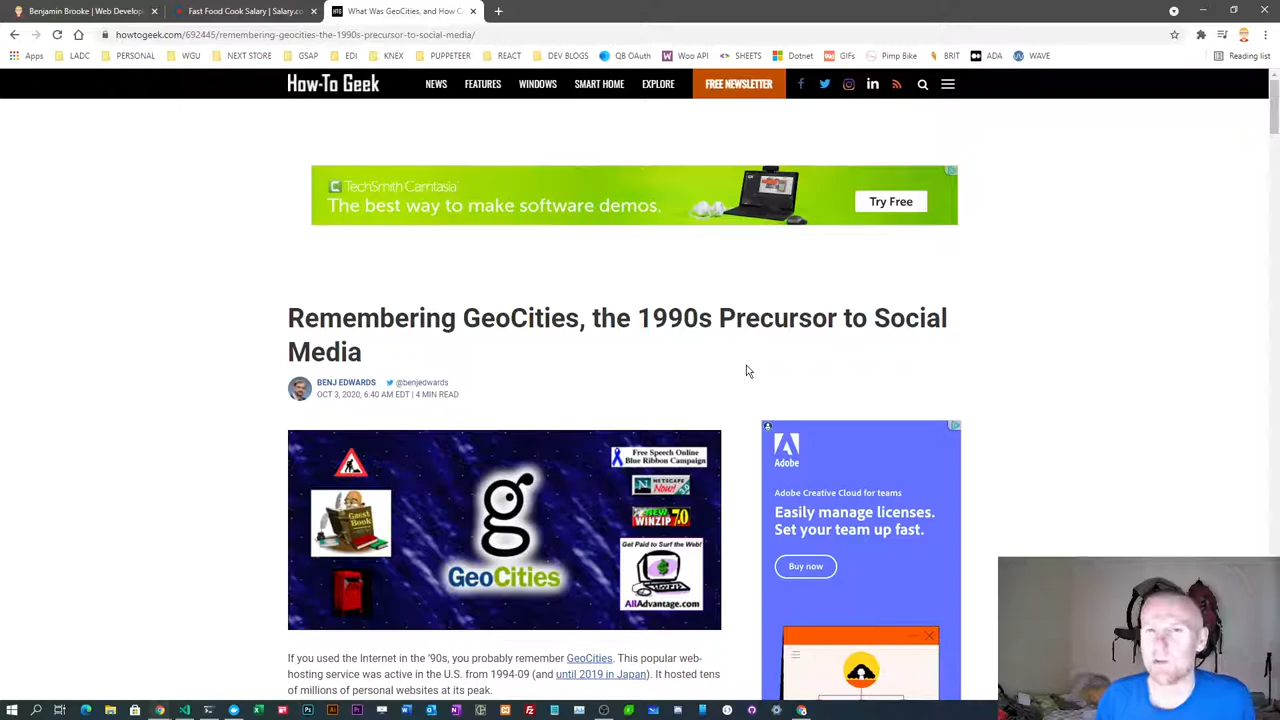 Benjamin Brooke | Web Develop
Fast Food Cook Salary | Salary.co
What Was GeoCities, and How C
howtogeek.com/692445/remembering-geocities-the-1990s-precursor-to-social-media/
Apps LADC PERSONAL WGU NEXT STORE GSAP EDI KNEX PUPPETEER REACT DEV BLOGS QB OAuth Woo API SHEETS Dotnet GIFs Pimp Bike BRIT ADA WAVE Reading list
How-To Geek NEWS FEATURES WINDOWS SMART HOME EXPLORE FREE NEWSLETTER
TechSmith Camtasia
The best way to make software demos.
Try Free
Remembering GeoCities, the 1990s Precursor to Social
Media
BENJ EDWARDS @benjedwards
OCT 3, 2020, 6:40 AM EDT | 4 MIN READ
Free Speech Online
Blue Ribbon Campaign
NETSCAPE
Now!
Guest
Book
NEW
WINZIP 7.0
Get Paid to Surf the Web!
AllAdvantage.com
GeoCities
Adobe
Adobe Creative Cloud for teams
Easily manage licenses.
Set your team up fast.
Buy now
If you used the Internet in the '90s, you probably remember GeoCities. This popular web-
hosting service was active in the U.S. from 1994-09 (and until 2019 in Japan). It hosted tens
of millions of personal websites at its peak.